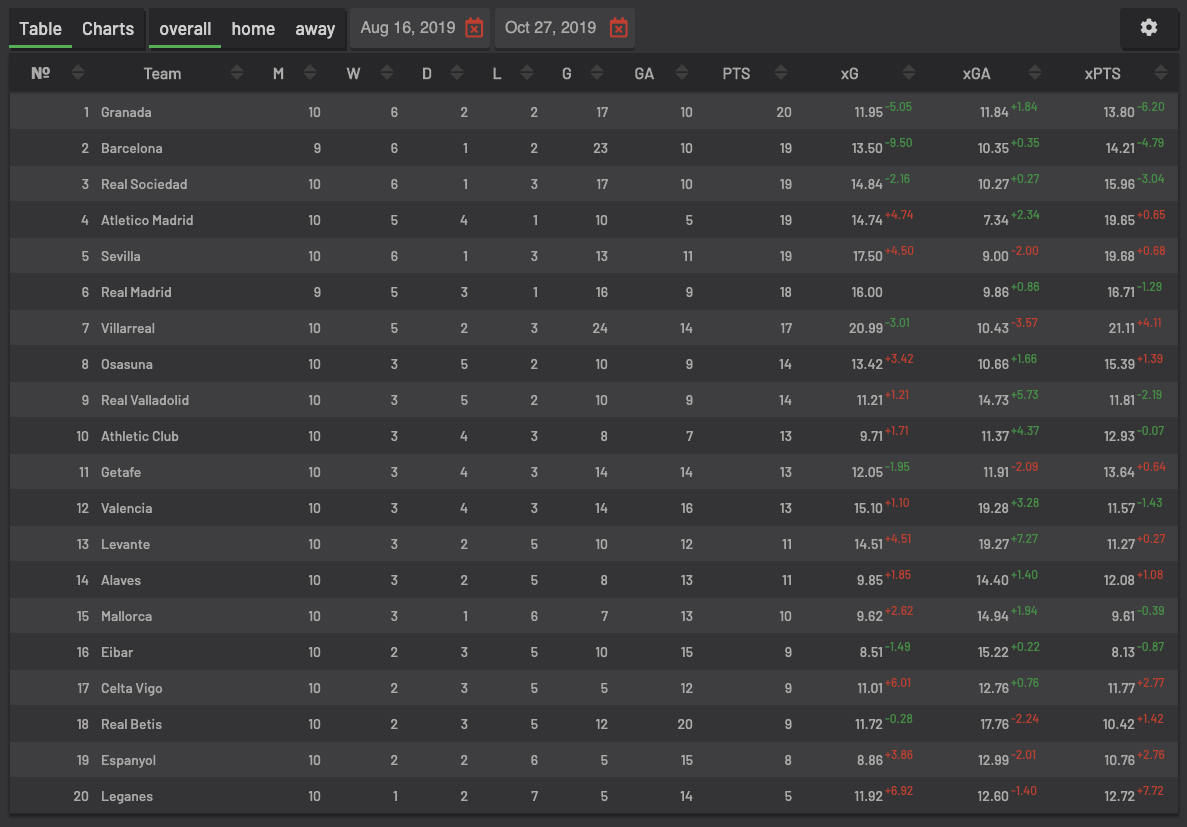 Table Charts overall home away Aug 16, 2019 Oct 27, 2019
Nº Team M W D L G GA PTS xG xGA xPTS
1 Granada 10 6 2 2 17 10 20 11.95-5.05 11.84+1.84 13.80-6.20
2 Barcelona 9 6 1 2 23 10 19 13.50-9.50 10.35+0.35 14.21-4.79
3 Real Sociedad 10 6 1 3 17 10 19 14.84-2.16 10.27+0.27 15.96-3.04
4 Atletico Madrid 10 5 4 1 10 5 19 14.74+4.74 7.34+2.34 19.65+0.65
5 Sevilla 10 6 1 3 13 11 19 17.50+4.50 9.00-2.00 19.68+0.68
6 Real Madrid 9 5 3 1 16 9 18 16.00 9.86+0.86 16.71-1.29
7 Villarreal 10 5 2 3 24 14 17 20.99-3.01 10.43-3.57 21.11+4.11
8 Osasuna 10 3 5 2 10 9 14 13.42+3.42 10.66+1.66 15.39+1.39
9 Real Valladolid 10 3 5 2 10 9 14 11.21+1.21 14.73+5.73 11.81-2.19
10 Athletic Club 10 3 4 3 8 7 13 9.71+1.71 11.37+4.37 12.93-0.07
11 Getafe 10 3 4 3 14 14 13 12.05-1.95 11.91-2.09 13.64+0.64
12 Valencia 10 3 4 3 14 16 13 15.10+1.10 19.28+3.28 11.57-1.43
13 Levante 10 3 2 5 10 12 11 14.51+4.51 19.27+7.27 11.27+0.27
14 Alaves 10 3 2 5 8 13 11 9.85+1.85 14.40+1.40 12.08+1.08
15 Mallorca 10 3 1 6 7 13 10 9.62+2.62 14.94+1.94 9.61-0.39
16 Eibar 10 2 3 5 10 15 9 8.51-1.49 15.22+0.22 8.13-0.87
17 Celta Vigo 10 2 3 5 5 12 9 11.01+6.01 12.76+0.76 11.77+2.77
18 Real Betis 10 2 3 5 12 20 9 11.72-0.28 17.76-2.24 10.42+1.42
19 Espanyol 10 2 2 6 5 15 8 8.86+3.86 12.99-2.01 10.76+2.76
20 Leganes 10 1 2 7 5 14 5 11.92+6.92 12.60-1.40 12.72+7.72